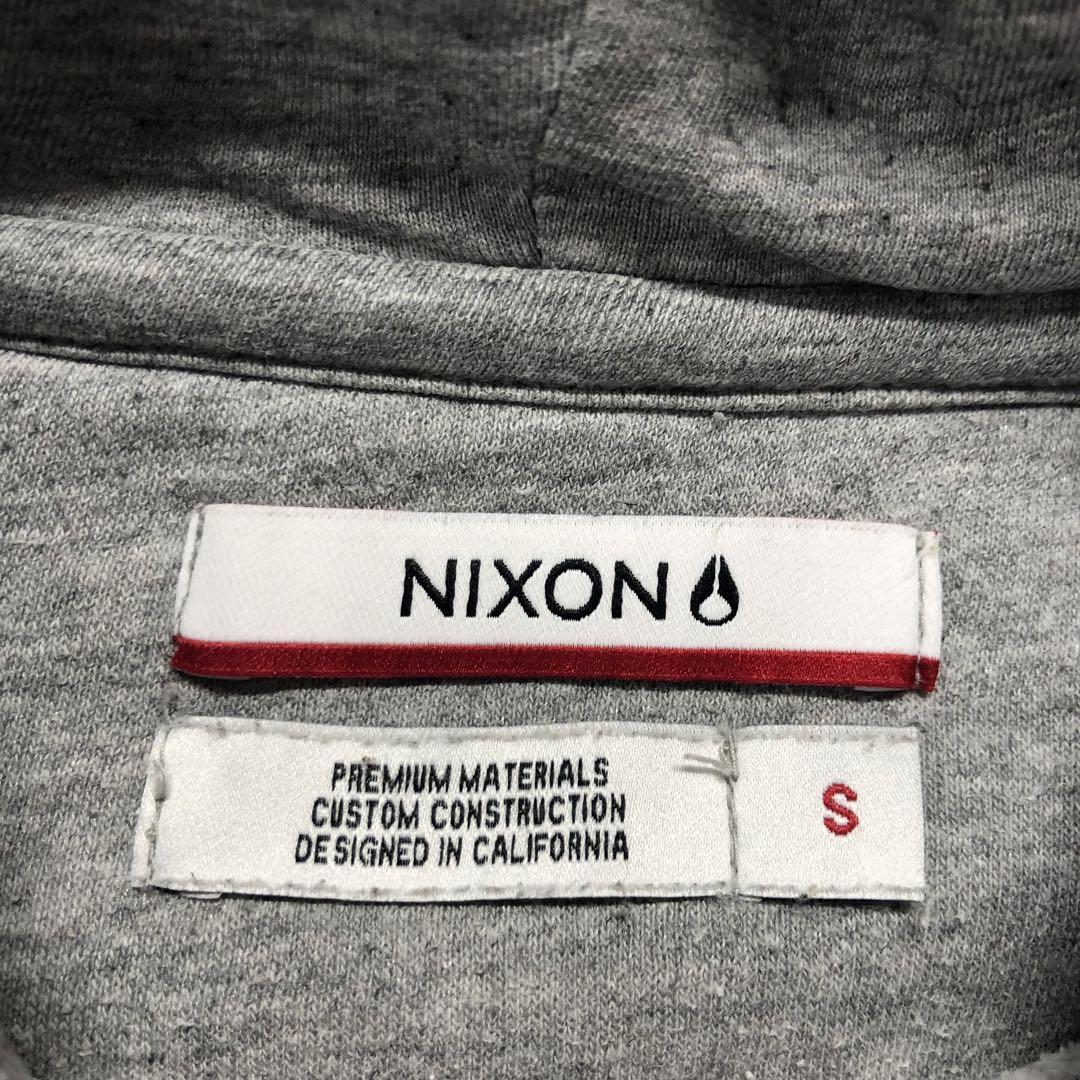 NIXON
PREMIUM MATERIALS
CUSTOM CONSTRUCTION
DESIGNED IN CALIFORNIA
S